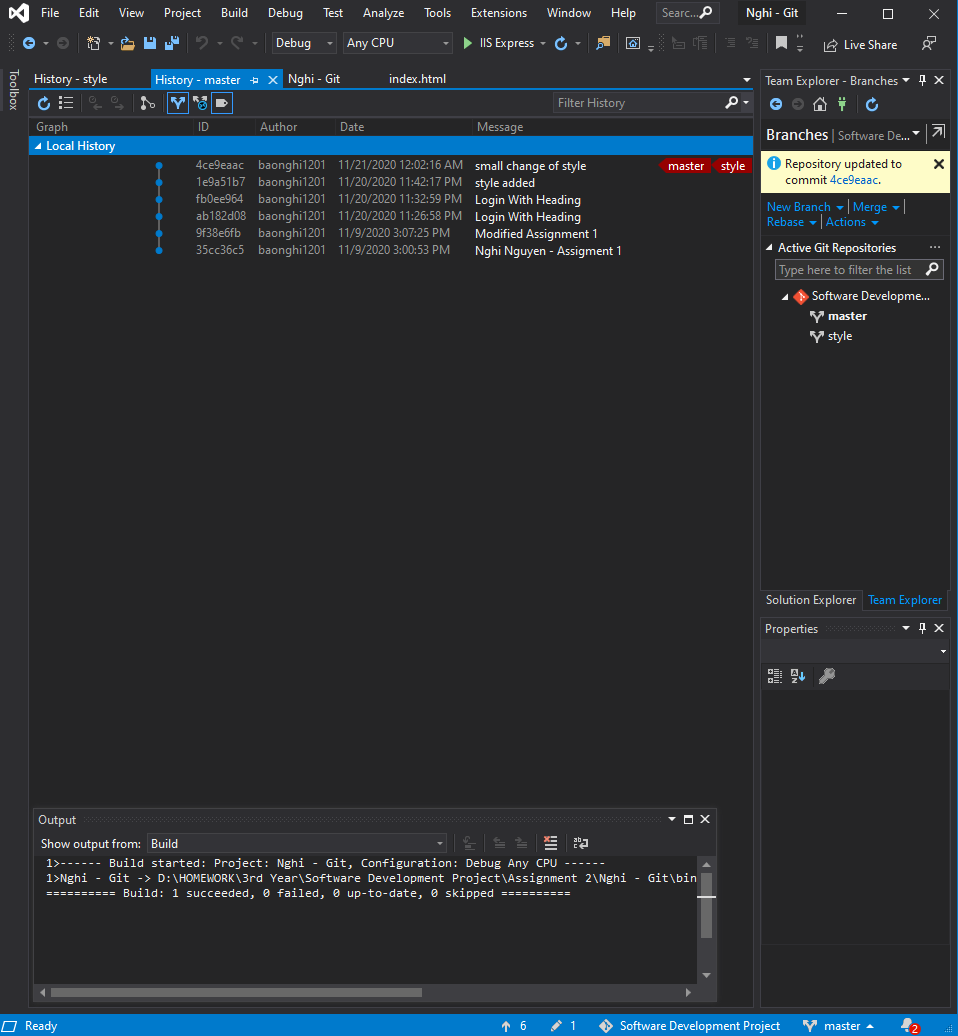 File Edit View Project Build Debug Test Analyze Tools Extensions Window Help Searc... Nghi - Git
Debug Any CPU IIS Express Live Share
Toolbox
History - style History - master Nghi - Git index.html
Filter History
Graph ID Author Date Message
Local History
4ce9eaac baonghi1201 11/21/2020 12:02:16 AM small change of style master style
1e9a51b7 baonghi1201 11/20/2020 11:42:17 PM style added
fb0ee964 baonghi1201 11/20/2020 11:32:59 PM Login With Heading
ab182d08 baonghi1201 11/20/2020 11:26:58 PM Login With Heading
9f38e6fb baonghi1201 11/9/2020 3:07:25 PM Modified Assignment 1
35cc36c5 baonghi1201 11/9/2020 3:00:53 PM Nghi Nguyen - Assigment 1
Team Explorer - Branches
Branches | Software De...
Repository updated to
commit 4ce9eaac.
New Branch Merge
Rebase Actions
Active Git Repositories
Type here to filter the list
Software Developme...
master
style
Solution Explorer Team Explorer
Properties
Output
Show output from: Build
1>------ Build started: Project: Nghi - Git, Configuration: Debug Any CPU ------
1>Nghi - Git -> D:\HOMEWORK\3rd Year\Software Development Project\Assignment 2\Nghi - Git\bin
========== Build: 1 succeeded, 0 failed, 0 up-to-date, 0 skipped ==========
Ready 6 1 Software Development Project master 2